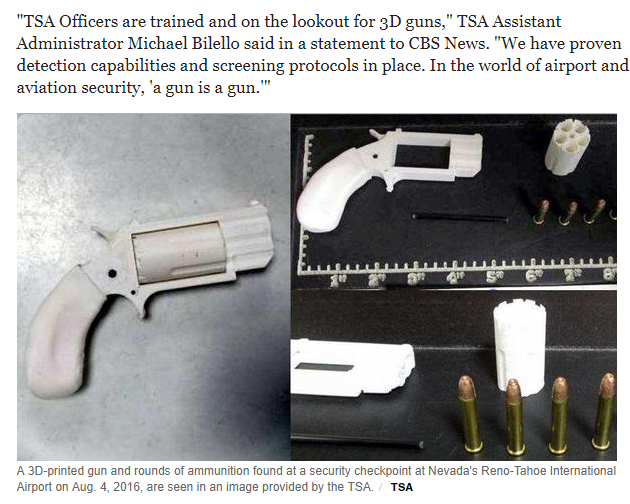 "TSA Officers are trained and on the lookout for 3D guns," TSA Assistant
Administrator Michael Bilello said in a statement to CBS News. "We have proven
detection capabilities and screening protocols in place. In the world of airport and
aviation security, 'a gun is a gun.'"
A 3D-printed gun and rounds of ammunition found at a security checkpoint at Nevada's Reno-Tahoe International
Airport on Aug. 4, 2016, are seen in an image provided by the TSA. / TSA